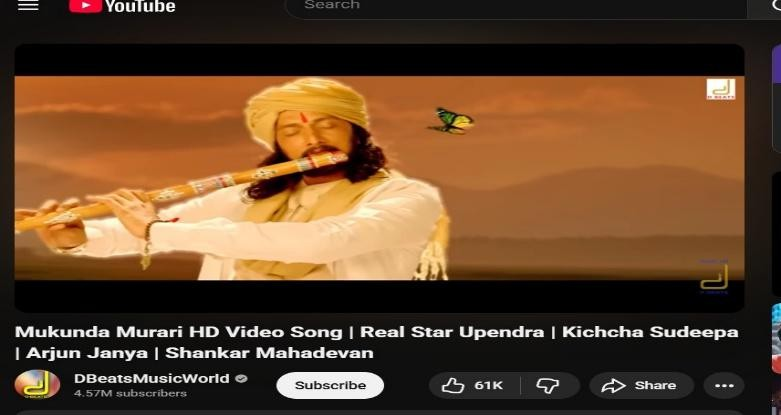 YouTube
Search
D BEATS
Mukunda Murari HD Video Song | Real Star Upendra | Kichcha Sudeepa
| Arjun Janya | Shankar Mahadevan
DBeatsMusicWorld
4.57M subscribers
Subscribe
61K
Share